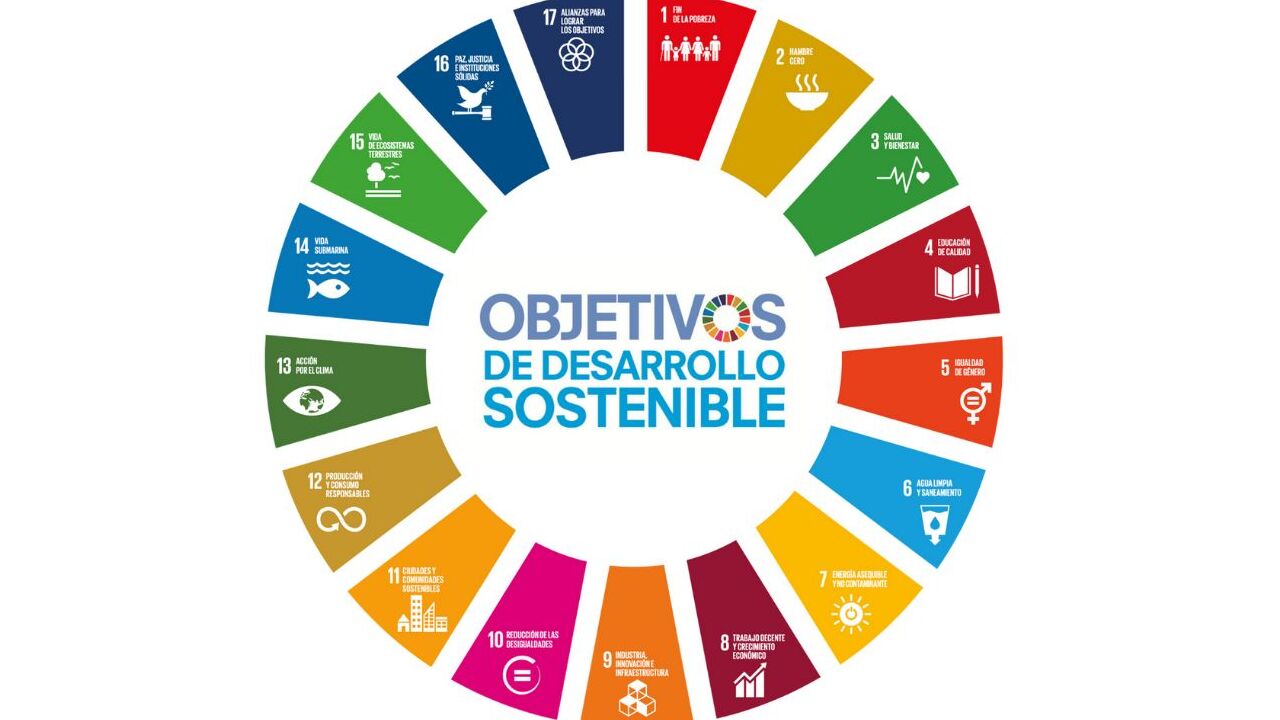 1 FIN
DE LA POBREZA
2 HAMBRE
CERO
3 SALUD
Y BIENESTAR
4 EDUCACIÓN
DE CALIDAD
5 IGUALDAD
DE GÉNERO
6 AGUA LIMPIA
Y SANEAMIENTO
7 ENERGÍA ASEQUIBLE
Y NO CONTAMINANTE
8 TRABAJO DECENTE
Y CRECIMIENTO
ECONÓMICO
9 INDUSTRIA,
INNOVACIÓN E
INFRAESTRUCTURA
10 REDUCCIÓN DE LAS
DESIGUALDADES
11 CIUDADES Y
COMUNIDADES
SOSTENIBLES
12 PRODUCCIÓN
Y CONSUMO
RESPONSABLES
13 ACCIÓN
POR EL CLIMA
14 VIDA
SUBMARINA
15 VIDA
DE ECOSISTEMAS
TERRESTRES
16 PAZ, JUSTICIA
E INSTITUCIONES
SÓLIDAS
17 ALIANZAS PARA
LOGRAR
LOS OBJETIVOS
OBJETIVOS
DE DESARROLLO
SOSTENIBLE